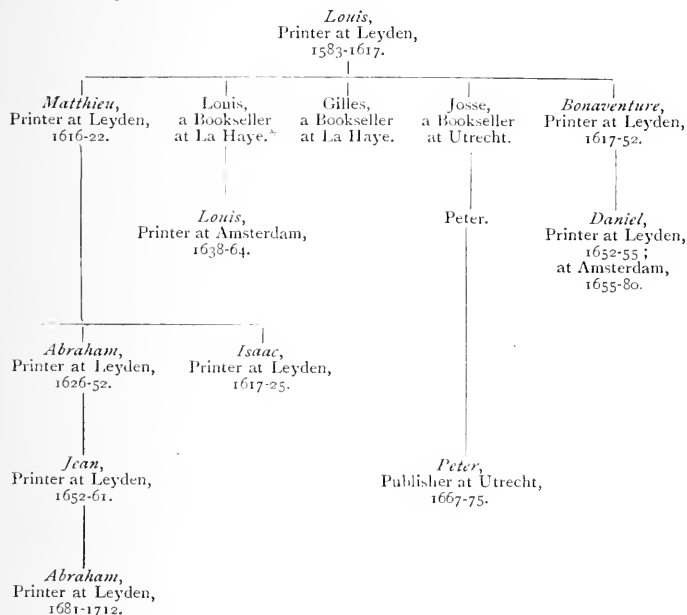 Louis,
Printer at Leyden,
1583-1617.
Matthieu,
Printer at Leyden,
1616-22.
Louis,
a Bookseller
at La Haye.*
Gilles,
a Bookseller
at La Haye.
Josse,
a Bookseller
at Utrecht.
Bonaventure,
Printer at Leyden,
1617-52.
Louis,
Printer at Amsterdam,
1638-64.
Peter.
Daniel,
Printer at Leyden,
1652-55 ;
at Amsterdam,
1655-80.
Abraham,
Printer at Leyden,
1626-52.
Isaac,
Printer at Leyden,
1617-25.
Jean,
Printer at Leyden,
1652-61.
Peter,
Publisher at Utrecht,
1667-75.
Abraham,
Printer at Leyden,
1681-1712.